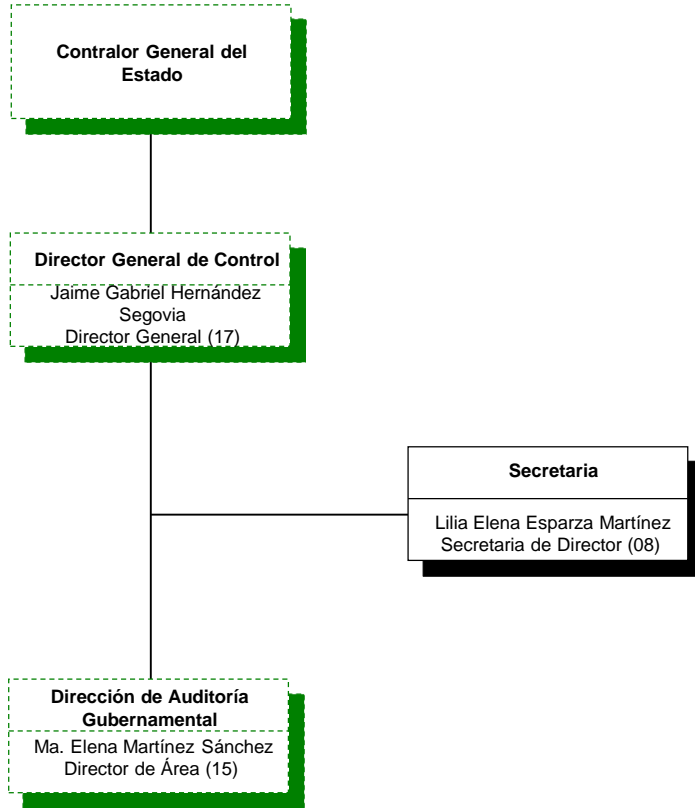 Contralor General del
Estado
Director General de Control
Jaime Gabriel Hernández
Segovia
Director General (17)
Secretaria
Lilia Elena Esparza Martínez
Secretaria de Director (08)
Dirección de Auditoría
Gubernamental
Ma. Elena Martínez Sánchez
Director de Área (15)